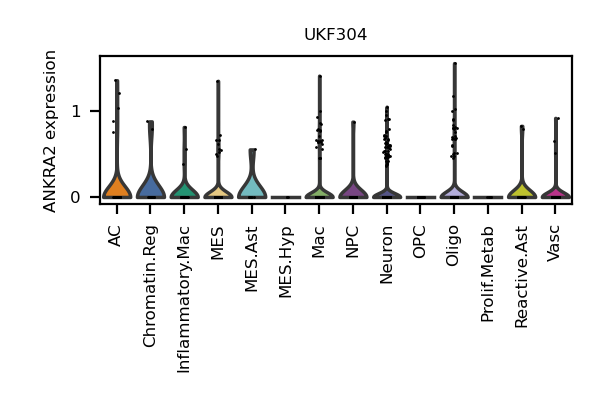 UKF304
ANKRA2 expression
1
0
AC
Chromatin.Reg
Inflammatory.Mac
MES
MES.Ast
MES.Hyp
Mac
NPC
Neuron
OPC
Oligo
Prolif.Metab
Reactive.Ast
Vasc